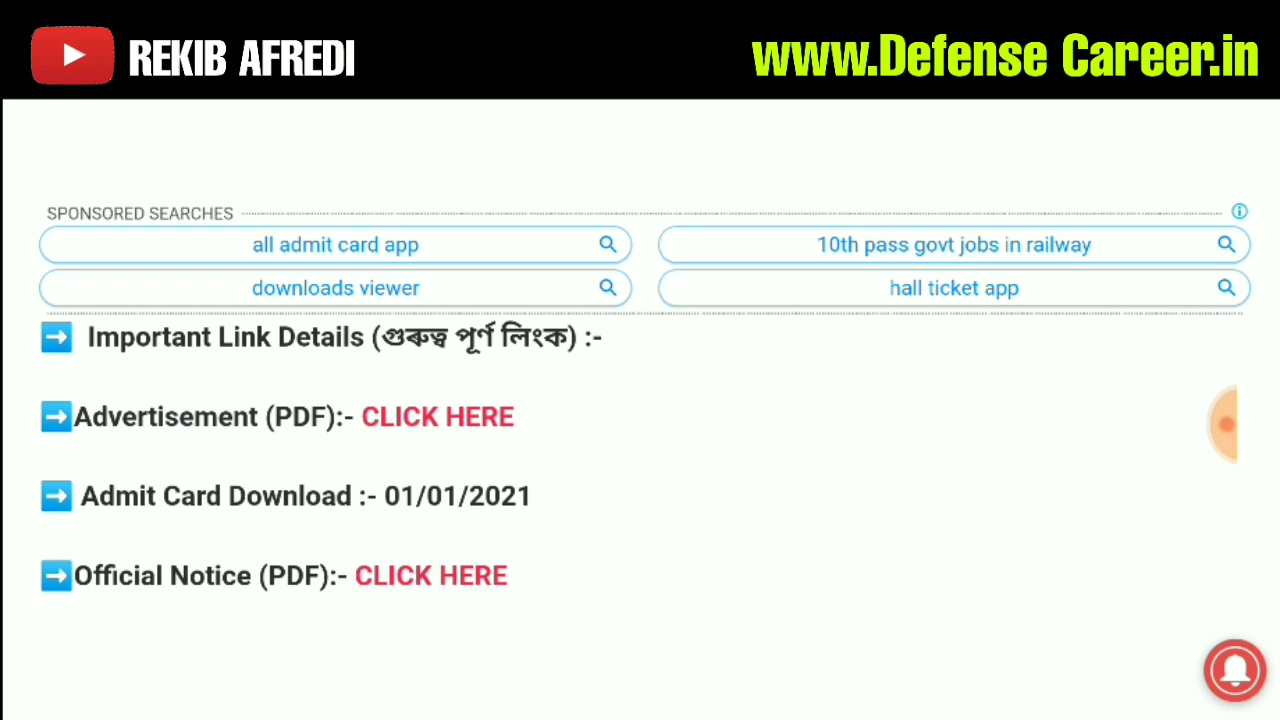 REKIB AFREDI
www.Defense Career.in
SPONSORED SEARCHES
all admit card app
10th pass govt jobs in railway
downloads viewer
hall ticket app
Important Link Details (গুৰুত্ব পূৰ্ণ লিংক) :-
Advertisement (PDF):- CLICK HERE
Admit Card Download :- 01/01/2021
Official Notice (PDF):- CLICK HERE